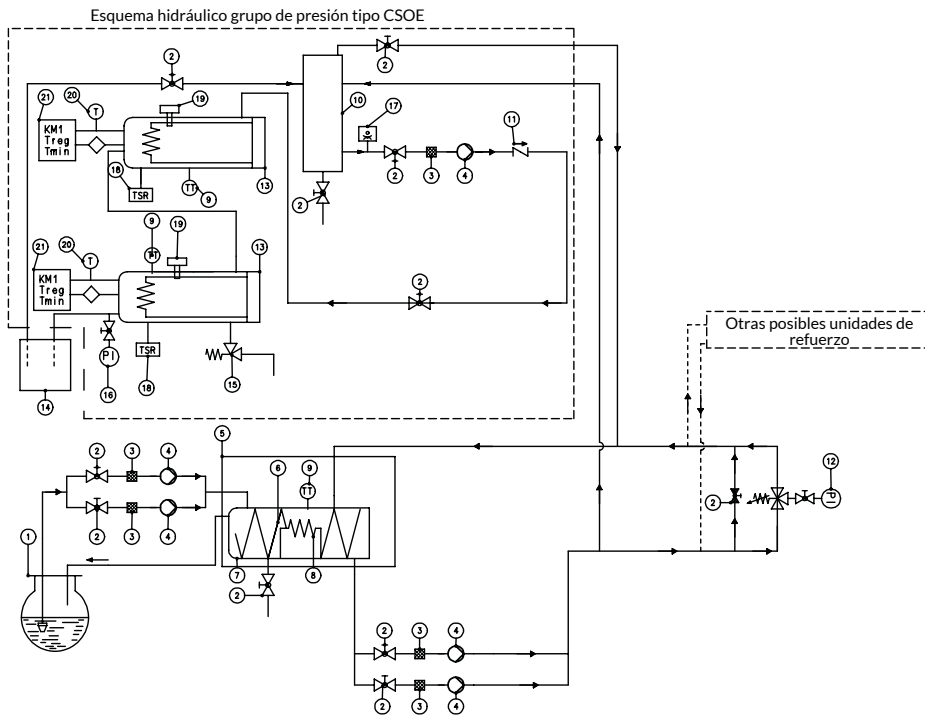 Esquema hidráulico grupo de presión tipo CSOE
2
2
20
19
21
T
10
17
KM1
Treg
Tmin
11
18
TSR
TT
9
13
2
3
4
2
9
19
13
20
21
T
TT
2
KM1
Treg
Tmin
PI
TSR
14
16
18
15
Otras posibles unidades de
refuerzo
5
2
3
4
6
9
12
TT
2
PI
2
3
4
1
7
8
2
2
3
4
2
3
4